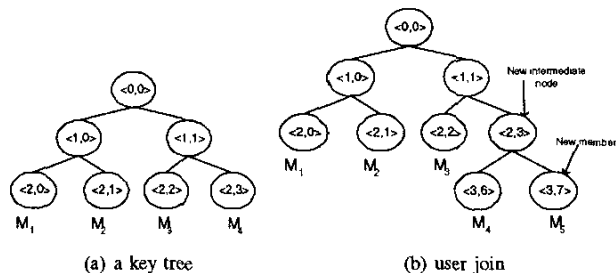 <0,0>
<1,0> <1,1>
<2,0> <2,1> <2,2> <2,3>
M1 M2 M3 M4
(a) a key tree
<0,0>
<1,0> <1,1>
New intermediate
node
<2,0> <2,1> <2,2> <2,3>
New member
M1 M2 M3
<3,6> <3,7>
M4 M5
(b) user join